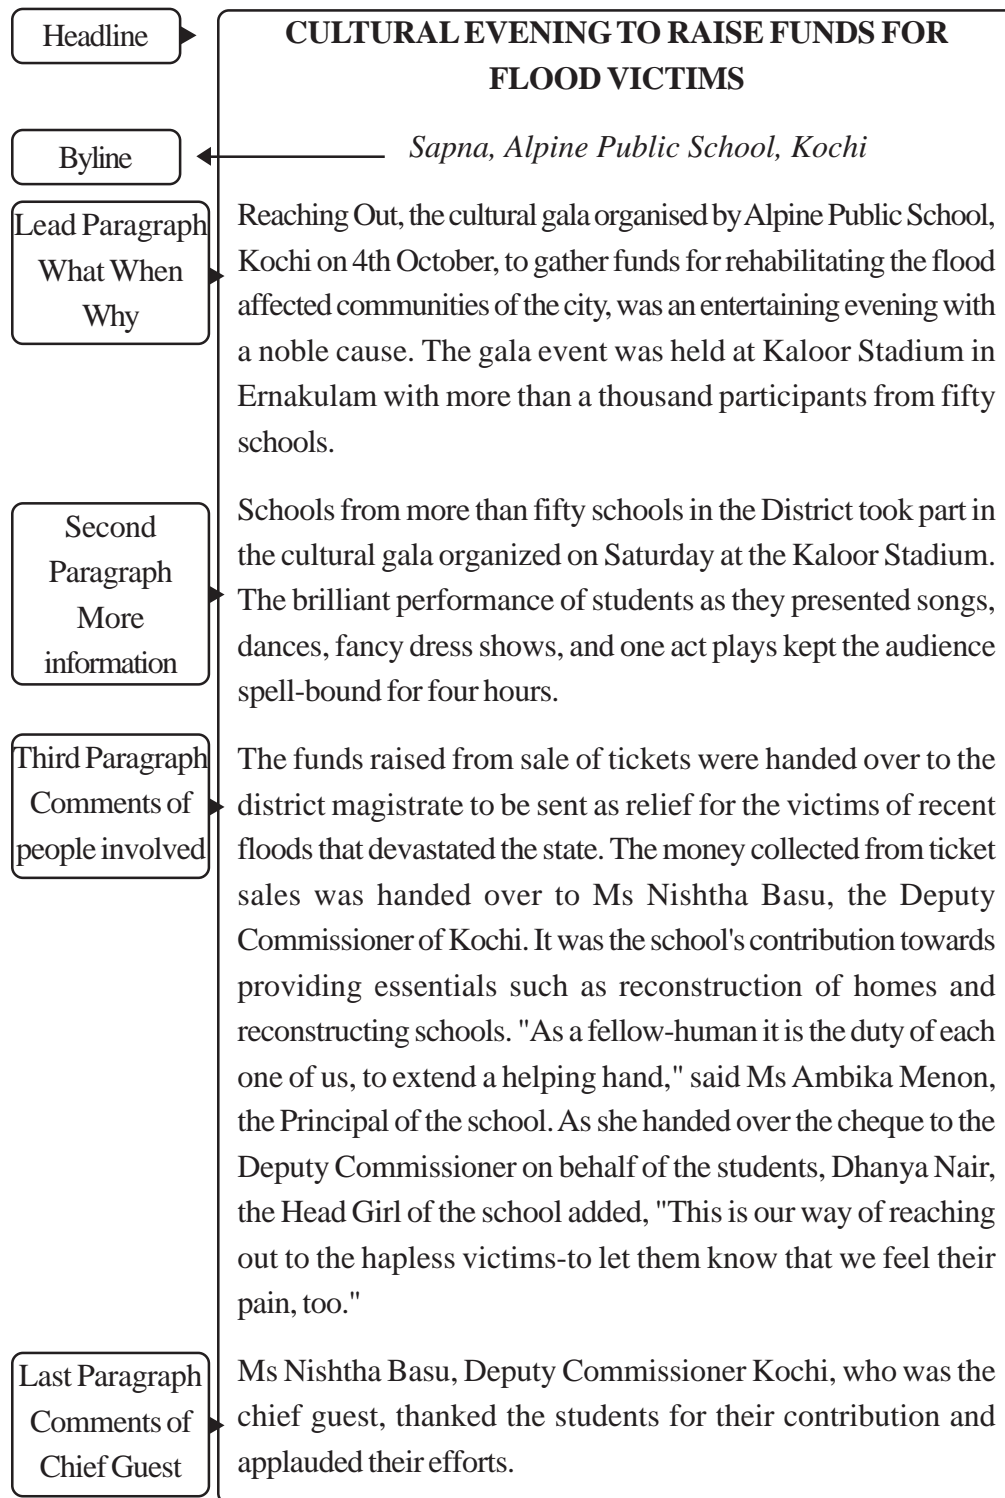 Headline
CULTURAL EVENING TO RAISE FUNDS FOR
FLOOD VICTIMS
Byline
Sapna, Alpine Public School, Kochi
Lead Paragraph
What When
Why
Reaching Out, the cultural gala organised by Alpine Public School,
Kochi on 4th October, to gather funds for rehabilitating the flood
affected communities of the city, was an entertaining evening with
a noble cause. The gala event was held at Kaloor Stadium in
Ernakulam with more than a thousand participants from fifty
schools.
Second
Paragraph
More
information
Schools from more than fifty schools in the District took part in
the cultural gala organized on Saturday at the Kaloor Stadium.
The brilliant performance of students as they presented songs,
dances, fancy dress shows, and one act plays kept the audience
spell-bound for four hours.
Third Paragraph
Comments of
people involved
The funds raised from sale of tickets were handed over to the
district magistrate to be sent as relief for the victims of recent
floods that devastated the state. The money collected from ticket
sales was handed over to Ms Nishtha Basu, the Deputy
Commissioner of Kochi. It was the school's contribution towards
providing essentials such as reconstruction of homes and
reconstructing schools. "As a fellow-human it is the duty of each
one of us, to extend a helping hand," said Ms Ambika Menon,
the Principal of the school. As she handed over the cheque to the
Deputy Commissioner on behalf of the students, Dhanya Nair,
the Head Girl of the school added, "This is our way of reaching
out to the hapless victims-to let them know that we feel their
pain, too."
Last Paragraph
Comments of
Chief Guest
Ms Nishtha Basu, Deputy Commissioner Kochi, who was the
chief guest, thanked the students for their contribution and
applauded their efforts.